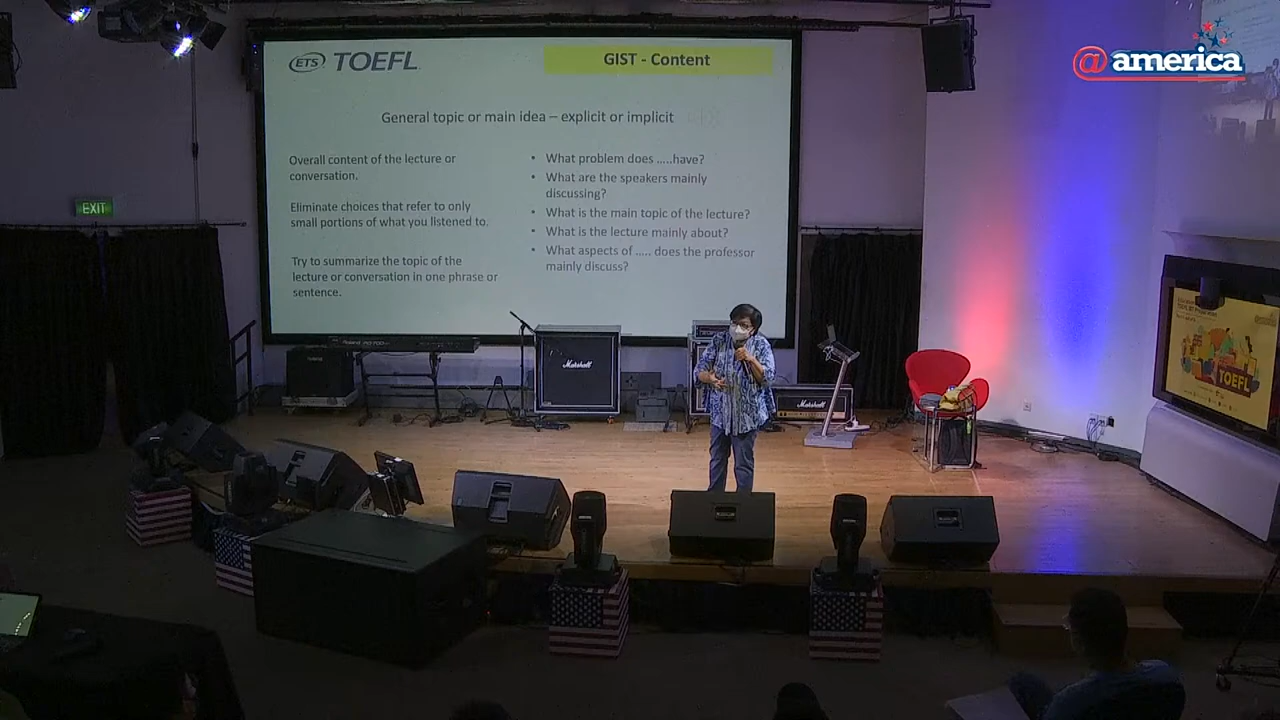 ETS TOEFL
GIST - Content
General topic or main idea – explicit or implicit
Overall content of the lecture or
conversation.
Eliminate choices that refer to only
small portions of what you listened to.
Try to summarize the topic of the
lecture or conversation in one phrase or
sentence.
• What problem does .....have?
• What are the speakers mainly
discussing?
• What is the main topic of the lecture?
• What is the lecture mainly about?
• What aspects of ..... does the professor
mainly discuss?
@america
EXIT
Roland
Marshall
Marshall
TOEFL